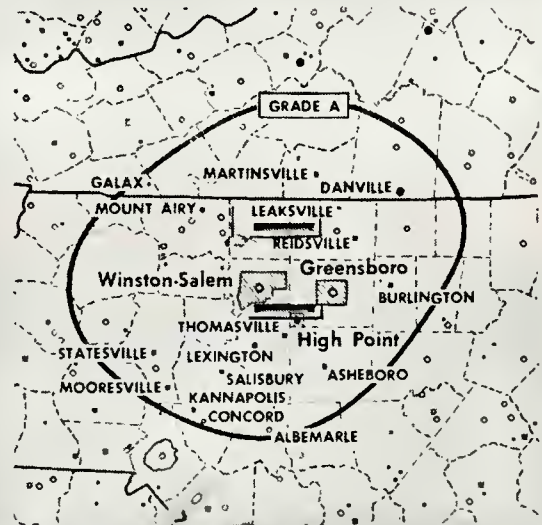 GRADE A
GALAX
MARTINSVILLE
DANVILLE
MOUNT AIRY
LEAKSVILLE
REIDSVILLE
Winston-Salem
Greensboro
BURLINGTON
THOMASVILLE
High Point
STATESVILLE
LEXINGTON
MOORESVILLE
SALISBURY
ASHEBORO
KANNAPOLIS
CONCORD
ALBEMARLE